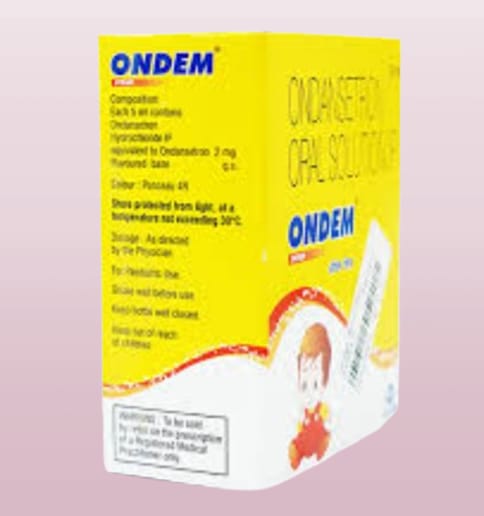 ONDEM
Composition
Each 5 ml contains
Ondansetron
Hydrochloride IP
equivalent to Ondansetron 2 mg
Flavoured base q.s.
Colour : Ponceau 4R
Store protected from light, at a
temperature not exceeding 30°C.
Dosage : As directed
by the Physician
For Paediatric Use
Shake well before use
Keep bottle well closed
Keep out of reach
of children
WARNING : To be sold
by retail on the prescription
of a Registered Medical
Practitioner only
ONDANSETRON
ORAL SOLUTION
ONDEM